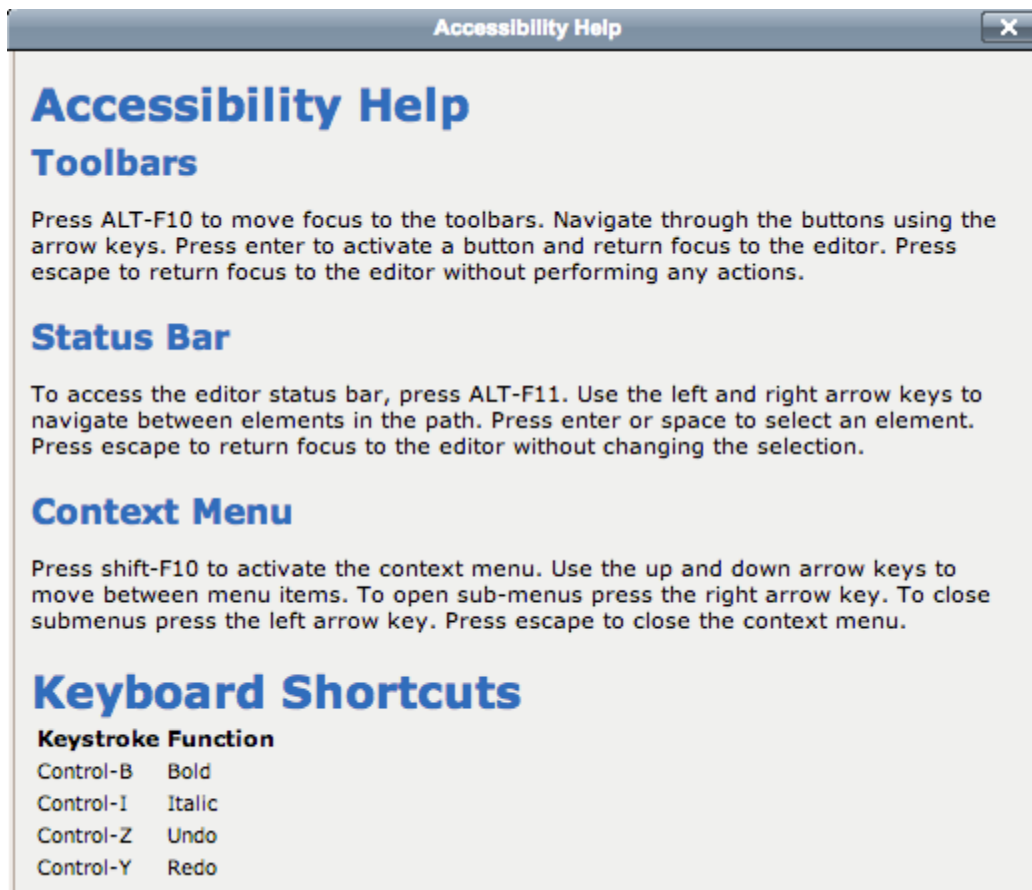 Accessibility Help
Accessibility Help
Toolbars
Press ALT-F10 to move focus to the toolbars. Navigate through the buttons using the
arrow keys. Press enter to activate a button and return focus to the editor. Press
escape to return focus to the editor without performing any actions.
Status Bar
To access the editor status bar, press ALT-F11. Use the left and right arrow keys to
navigate between elements in the path. Press enter or space to select an element.
Press escape to return focus to the editor without changing the selection.
Context Menu
Press shift-F10 to activate the context menu. Use the up and down arrow keys to
move between menu items. To open sub-menus press the right arrow key. To close
submenus press the left arrow key. Press escape to close the context menu.
Keyboard Shortcuts
Keystroke Function
Control-B Bold
Control-I Italic
Control-Z Undo
Control-Y Redo